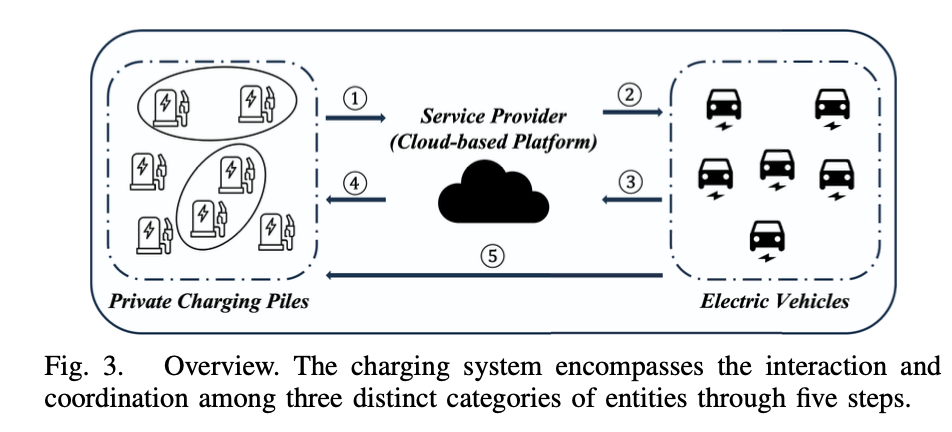 ①
②
Service Provider
(Cloud-based Platform)
④
③
⑤
Private Charging Piles
Electric Vehicles
Fig. 3. Overview. The charging system encompasses the interaction and
coordination among three distinct categories of entities through five steps.